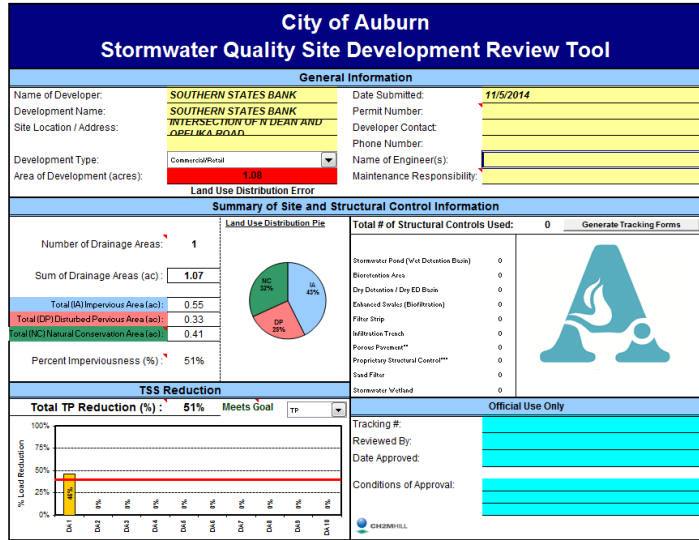 City of Auburn
Stormwater Quality Site Development Review Tool
General Information
Name of Developer: SOUTHERN STATES BANK
Development Name: SOUTHERN STATES BANK
Site Location / Address: INTERSECTION OF N DEAN AND
OPELIKA ROAD
Development Type: Commercial/Retail
Area of Development (acres): 1.08
Land Use Distribution Error
Date Submitted: 11/5/2014
Permit Number:
Developer Contact:
Phone Number:
Name of Engineer(s):
Maintenance Responsibility:
Summary of Site and Structural Control Information
Number of Drainage Areas: 1
Sum of Drainage Areas (ac) : 1.07
Total (IA) Impervious Area (ac): 0.55
Total (DP) Disturbed Pervious Area (ac): 0.33
Total (NC) Natural Conservation Area (ac): 0.41
Percent Imperviousness (%) : 51%
Land Use Distribution Pie
NC
32%
IA
43%
DP
25%
Total # of Structural Controls Used: 0 Generate Tracking Forms
Stormwater Pond (Wet Detention Basin) 0
Bioretention Area 0
Dry Detention / Dry ED Basin 0
Enhanced Swales (Biofiltration) 0
Filter Strip 0
Infiltration Trench 0
Porous Pavement** 0
Proprietary Structural Control*** 0
Sand Filter 0
Stormwater Wetland 0
TSS Reduction
Total TP Reduction (%) : 51% Meets Goal TP
% Load Reduction
100%
75%
50%
25%
0%
46%
0%
0%
0%
0%
0%
0%
0%
0%
0%
DA1
DA2
DA3
DA4
DA5
DA6
DA7
DA8
DA9
DA10
Official Use Only
Tracking #:
Reviewed By:
Date Approved:
Conditions of Approval:
CH2MHILL